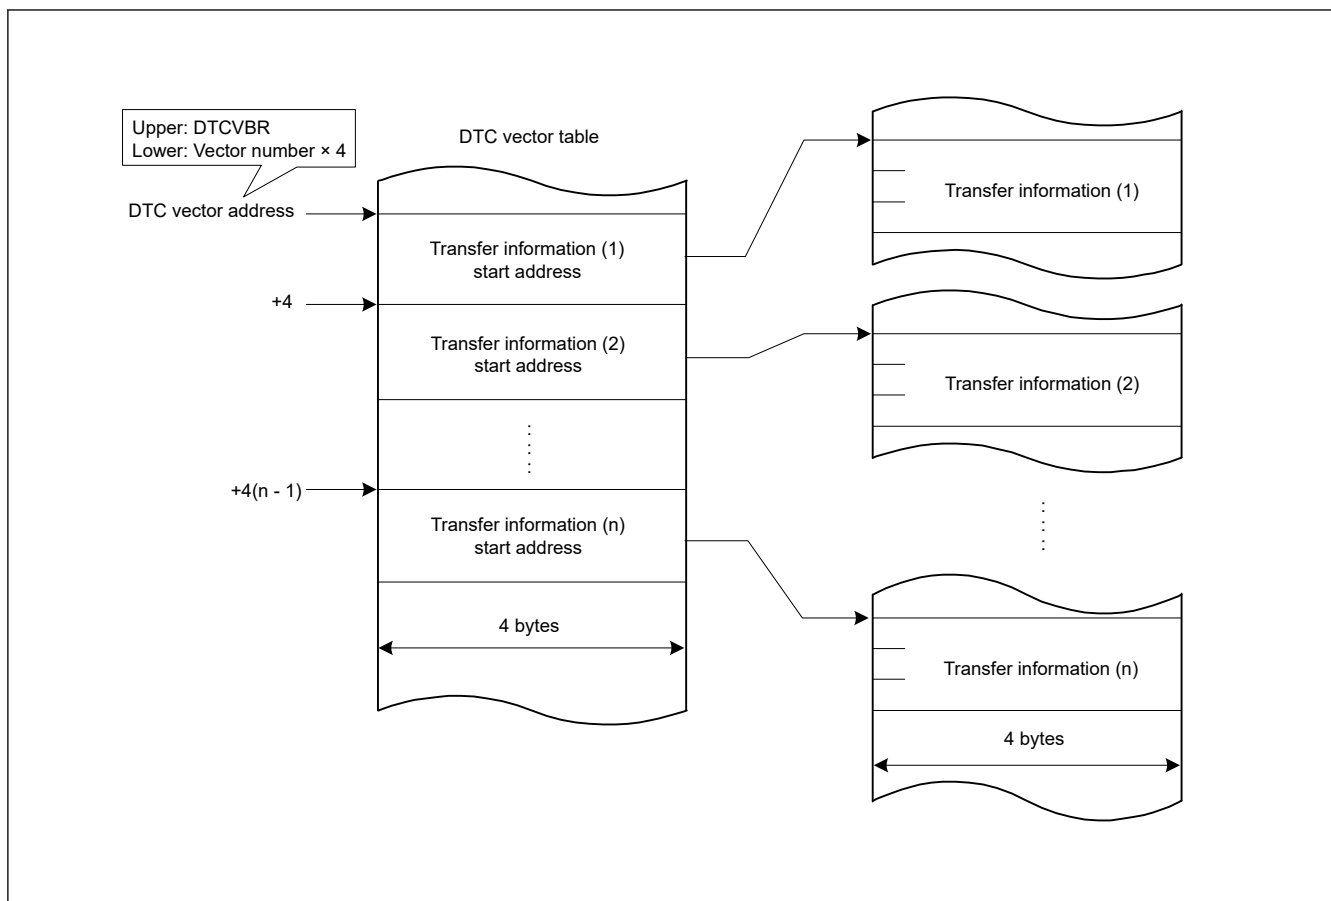 Upper: DTCVBR
Lower: Vector number × 4
DTC vector table
DTC vector address
Transfer information (1)
start address
+4
Transfer information (2)
start address
+4(n - 1)
Transfer information (n)
start address
4 bytes
Transfer information (1)
Transfer information (2)
Transfer information (n)
4 bytes